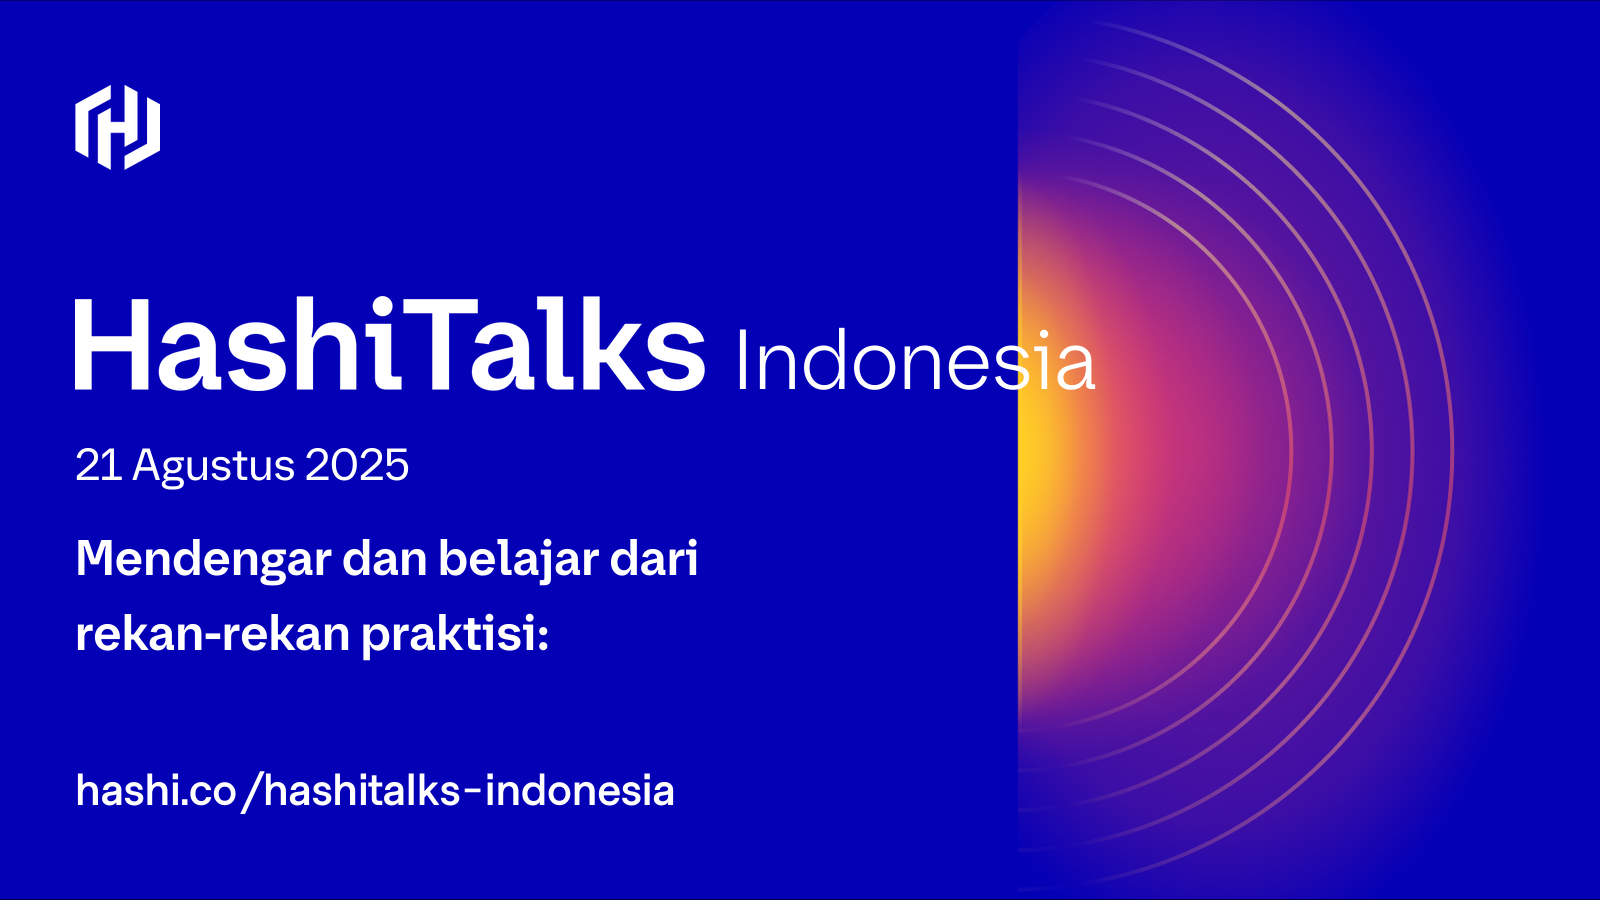 HashiTalks Indonesia
21 Agustus 2025
Mendengar dan belajar dari
rekan-rekan praktisi:
hashi.co/hashitalks-indonesia